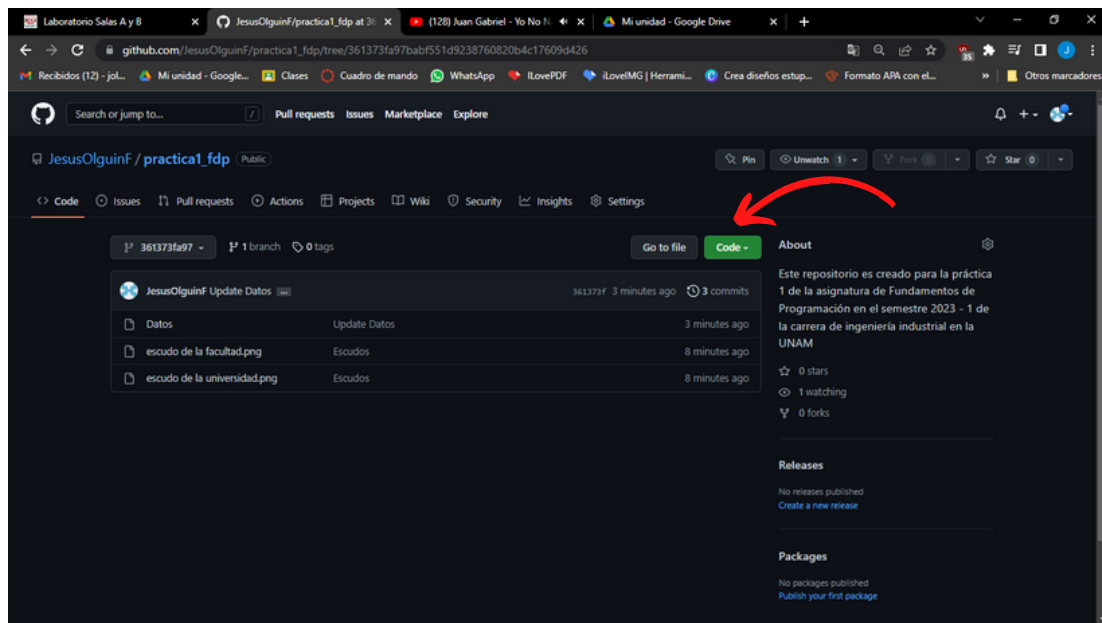 Laboratorio Salas A y B
JesusOlguinF/practica1_fdp at 36
(128) Juan Gabriel - Yo No N
Mi unidad - Google Drive
github.com/JesusOlguinF/practica1_fdp/tree/361373fa97babf551d9238760820b4c17609d426
35
J
Recibidos (12) - jol...
Mi unidad - Google...
Clases
Cuadro de mando
WhatsApp
ILovePDF
iLoveIMG | Herrami...
Crea diseños estup...
Formato APA con el...
»
Otros marcadores
Search or jump to...
/
Pull requests
Issues
Marketplace
Explore
JesusOlguinF / practica1_fdp
Public
Pin
Unwatch 1
Fork 0
Star 0
Code
Issues
Pull requests
Actions
Projects
Wiki
Security
Insights
Settings
361373fa97
1 branch
0 tags
Go to file
Code
JesusOlguinF Update Datos ...
361373f 3 minutes ago
3 commits
Datos
Update Datos
3 minutes ago
escudo de la facultad.png
Escudos
8 minutes ago
escudo de la universidad.png
Escudos
8 minutes ago
About
Este repositorio es creado para la práctica
1 de la asignatura de Fundamentos de
Programación en el semestre 2023 - 1 de
la carrera de ingeniería industrial en la
UNAM
0 stars
1 watching
0 forks
Releases
No releases published
Create a new release
Packages
No packages published
Publish your first package